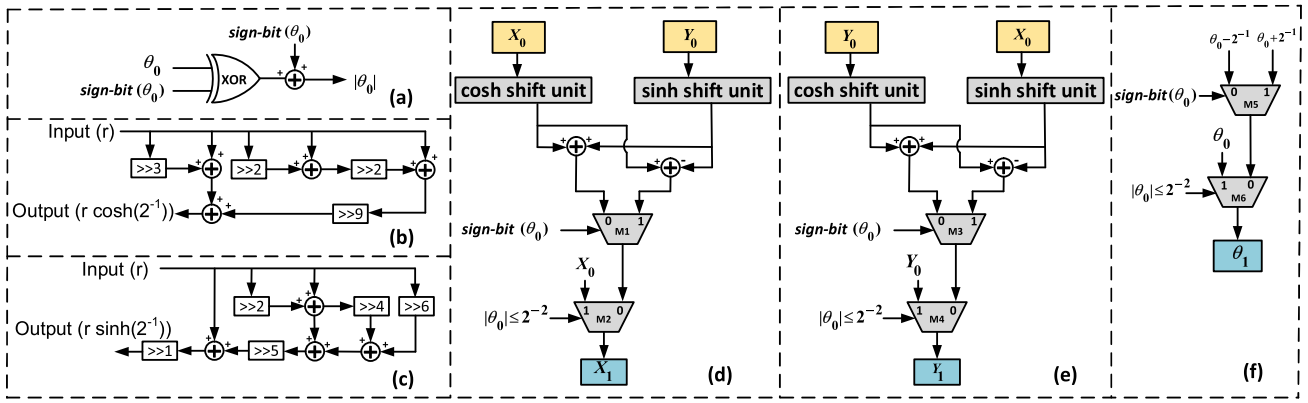 sign-bit (θ₀)
θ₀
sign-bit (θ₀)
XOR
+
+
|θ₀|
(a)
Input (r)
>>3
+
+
>>2
+
+
>>2
+
+
Output (r cosh(2⁻¹))
+
+
>>9
(b)
Input (r)
>>2
+
+
>>4
>>6
Output (r sinh(2⁻¹))
>>1
+
+
>>5
+
+
+
+
(c)
X₀
Y₀
cosh shift unit
sinh shift unit
+
+
+
-
0
1
M1
sign-bit (θ₀)
X₀
1
0
M2
|θ₀|≤2⁻²
X₁
(d)
Y₀
X₀
cosh shift unit
sinh shift unit
+
+
+
-
0
1
M3
sign-bit (θ₀)
Y₀
1
0
M4
|θ₀|≤2⁻²
Y₁
(e)
θ₀−2⁻¹
θ₀+2⁻¹
0
1
M5
sign-bit(θ₀)
θ₀
1
0
M6
|θ₀|≤2⁻²
θ₁
(f)